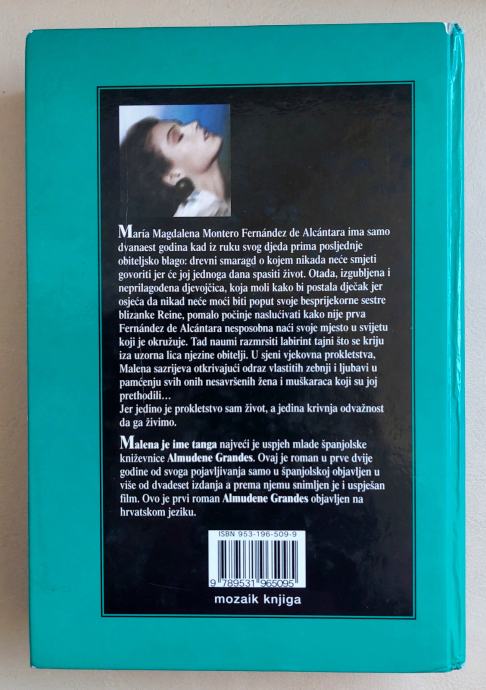 María Magdalena Montero Fernández de Alcántara ima samo
dvanaest godina kad iz ruku svog djeda prima posljednje
obiteljsko blago: drevni smaragd o kojem nikada neće smjeti
govoriti jer će joj jednoga dana spasiti život. Otada, izgubljena i
neprilagođena djevojčica, koja moli kako bi postala dječak jer
osjeća da nikad neće moći biti poput svoje besprijekorne sestre
blizanke Reine, pomalo počinje naslućivati kako nije prva
Fernández de Alcántara nesposobna naći svoje mjesto u svijetu
koji je okružuje. Tad naumi razmrsiti labirint tajni što se kriju
iza uzorna lica njezine obitelji. U sjeni vjekovna prokletstva,
Malena sazrijeva otkrivajući odraz vlastitih zebnji i ljubavi u
pamćenju svih onih nesavršenih žena i muškaraca koji su joj
prethodili...
Jer jedino je prokletstvo sam život, a jedina krivnja odvažnost
da ga živimo.
Malena je ime tanga najveći je uspjeh mlade španjolske
književnice Almudene Grandes. Ovaj je roman u prve dvije
godine od svoga pojavljivanja samo u španjolskoj objavljen u
više od dvadeset izdanja a prema njemu snimljen je i uspješan
film. Ovo je prvi roman Almudene Grandes objavljen na
hrvatskom jeziku.
ISBN 953-196-509-9
9 789531 965095
mozaik knjiga